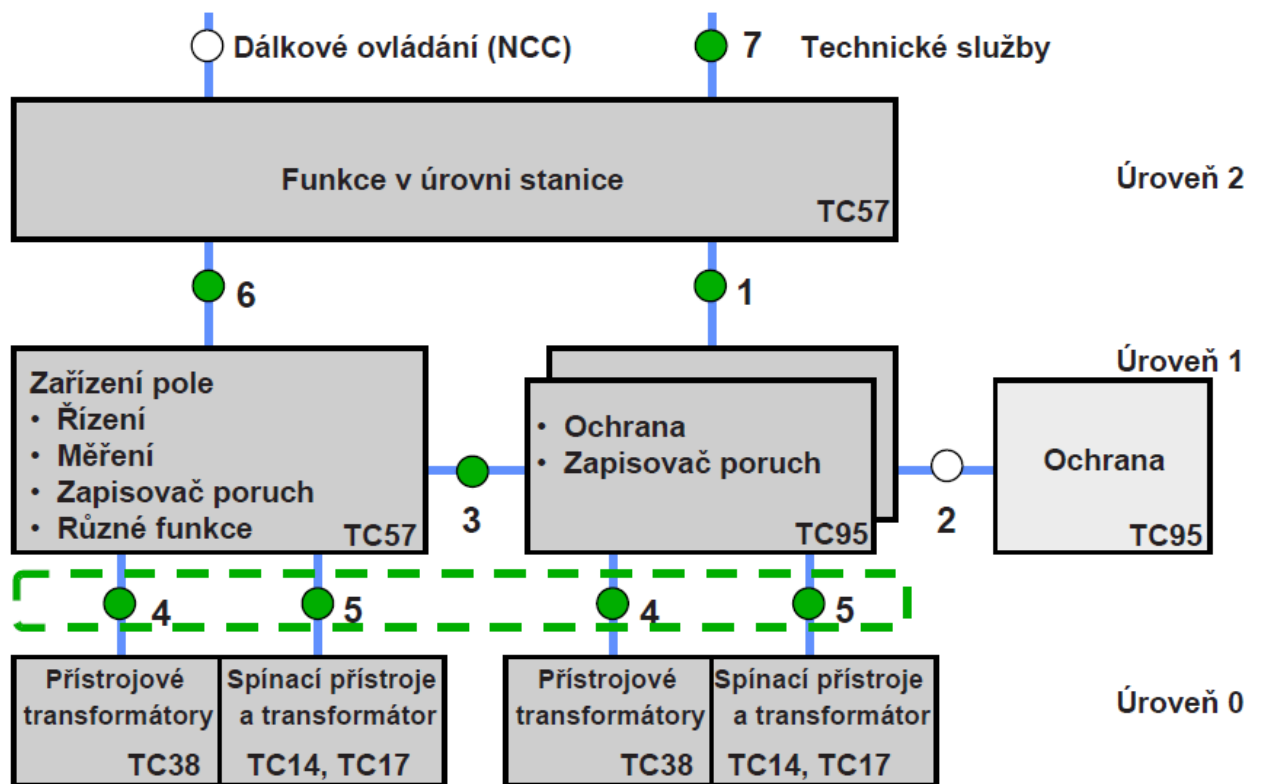 Dálkové ovládání (NCC)
7 Technické služby
Funkce v úrovni stanice
TC57
Úroveň 2
6
1
Úroveň 1
Zařízení pole
• Řízení
• Měření
• Zapisovač poruch
• Různé funkce
TC57
3
• Ochrana
• Zapisovač poruch
TC95
2
Ochrana
TC95
4
5
4
5
Přístrojové
transformátory
TC38
Spínací přístroje
a transformátor
TC14, TC17
Přístrojové
transformátory
TC38
Spínací přístroje
a transformátor
TC14, TC17
Úroveň 0